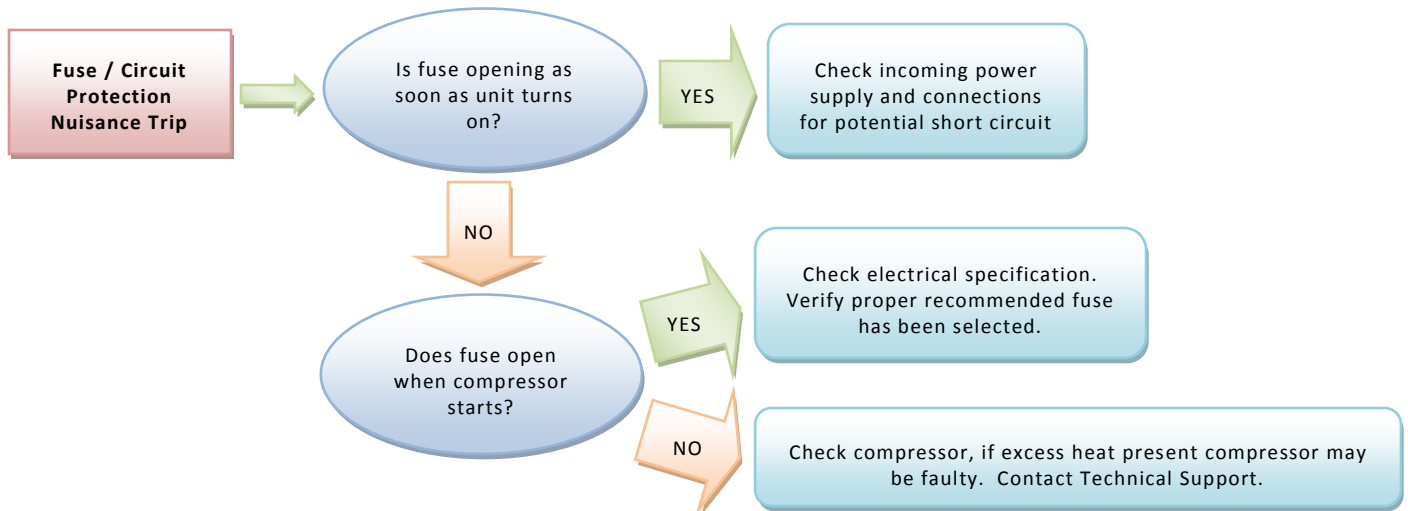 Fuse / Circuit
Protection
Nuisance Trip
Is fuse opening as
soon as unit turns
on?
YES
Check incoming power
supply and connections
for potential short circuit
NO
Does fuse open
when compressor
starts?
YES
Check electrical specification.
Verify proper recommended fuse
has been selected.
NO
Check compressor, if excess heat present compressor may
be faulty. Contact Technical Support.